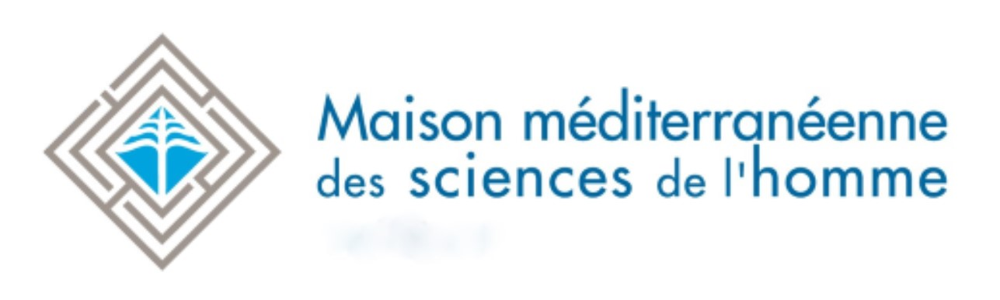 Maison méditerranéenne
des sciences de l'homme